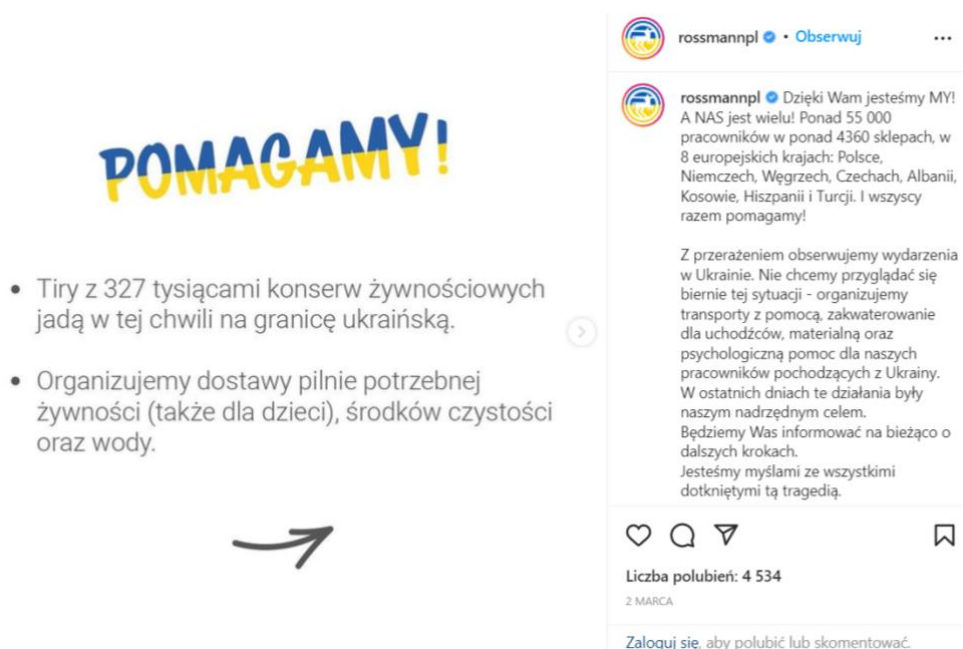 POMAGAMY!
• Tiry z 327 tysiącami konserw żywnościowych
jadą w tej chwili na granicę ukraińską.
• Organizujemy dostawy pilnie potrzebnej
żywności (także dla dzieci), środków czystości
oraz wody.
rossmannpl • Obserwuj
rossmannpl Dzięki Wam jesteśmy MY!
A NAS jest wielu! Ponad 55 000
pracowników w ponad 4360 sklepach, w
8 europejskich krajach: Polsce,
Niemczech, Węgrzech, Czechach, Albanii,
Kosowie, Hiszpanii i Turcji. I wszyscy
razem pomagamy!
Z przerażeniem obserwujemy wydarzenia
w Ukrainie. Nie chcemy przyglądać się
biernie tej sytuacji - organizujemy
transporty z pomocą, zakwaterowanie
dla uchodźców, materialną oraz
psychologiczną pomoc dla naszych
pracowników pochodzących z Ukrainy.
W ostatnich dniach te działania były
naszym nadrzędnym celem.
Będziemy Was informować na bieżąco o
dalszych krokach.
Jesteśmy myślami ze wszystkimi
dotkniętymi tą tragedią.
Liczba polubień: 4 534
2 MARCA
Zaloguj się, aby polubić lub skomentować.